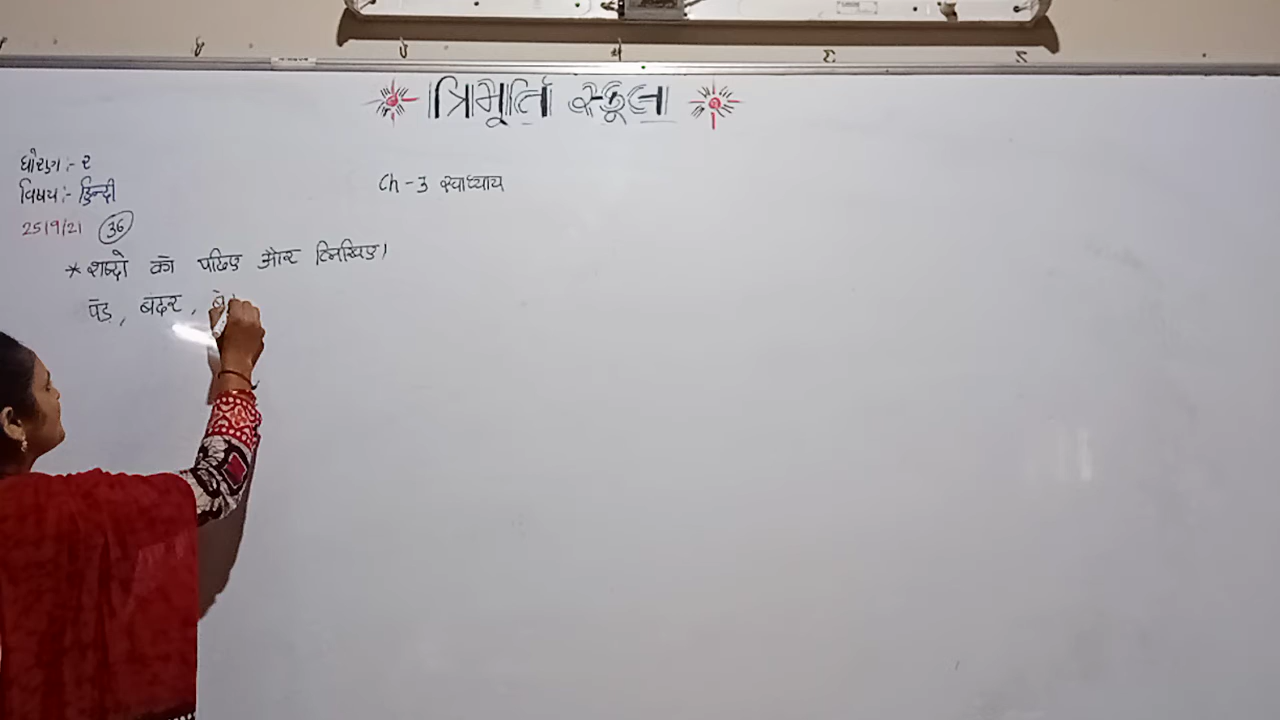 त्रिमूर्ति स्कूल
धोरण :- २
विषय :- हिन्दी
Ch - 3 स्वाध्याय
25/9/21 36
* शब्दो को पढिए और लिखिए।
पेड़, बंदर,